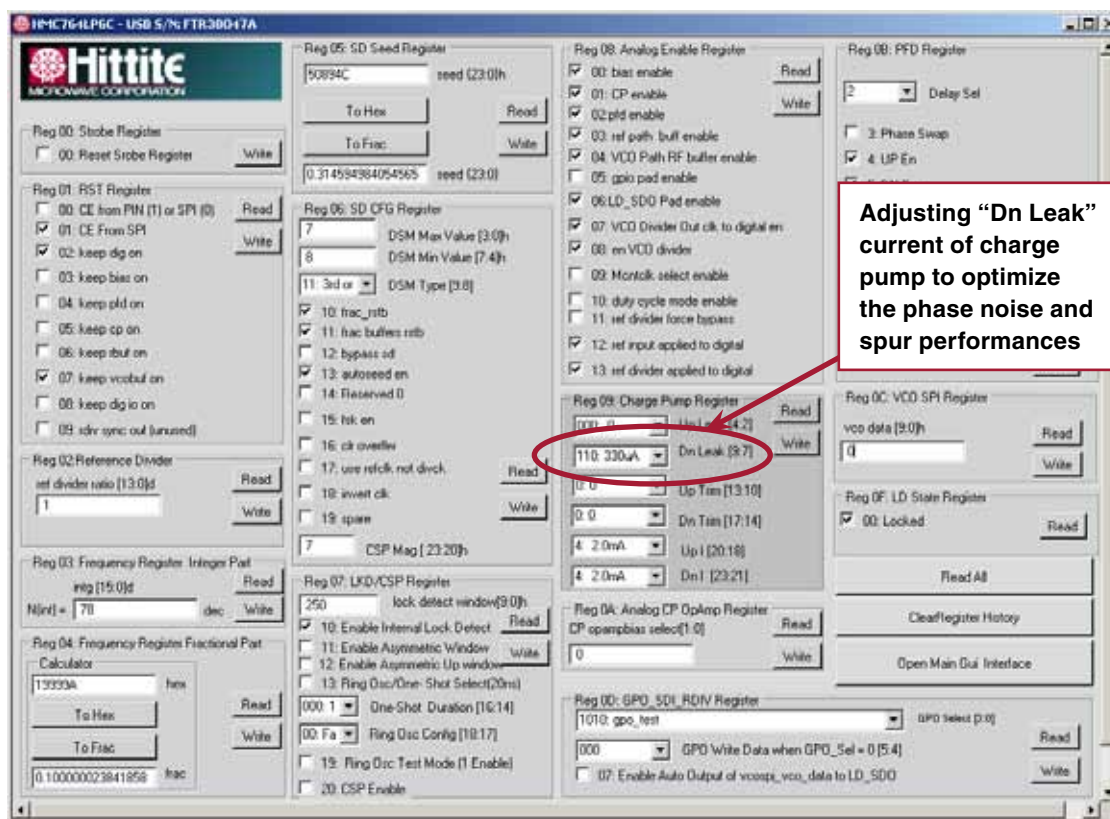 HMC764LP6C - USB S/N: FTR3B047A
Hittite
MICROWAVE CORPORATION
Reg 00: Strobe Register
00: Reset Srobe Register
Write
Reg 01: RST Register
00: CE from PIN (1) or SPI (0)
Read
01: CE From SPI
Write
02: keep dig on
03: keep bias on
04: keep pfd on
05: keep cp on
06: keep rbuf on
07: keep vcobuf on
08: keep dig io on
09: rdiv sync out (unused)
Reg 02:Reference Divider
ref divider ratio [13:0]d
Read
1
Write
Reg 03: Frequency Register Integer Part
intg [15:0]d
Read
N(int) = 78 dec
Write
Reg 04: Frequency Register Fractional Part
Calculator
19999A hex
To Hex
Read
To Frac
Write
0.100000023841858 frac
Reg 05: SD Seed Register
50894C seed (23:0)h
To Hex
Read
To Frac
Write
0.314594984054565 seed (23:0)
Reg 06: SD CFG Register
7 DSM Max Value [3:0]h
8 DSM Min Value [7:4]h
11: 3rd or DSM Type [9:8]
10: frac_rstb
11: frac buffers rstb
12: bypass sd
13: autoseed en
14: Reserved 0
15: hsk en
16: clr overflw
17: use refclk not divck
Read
18: invert clk
19: spare
Write
7 CSP Mag [ 23:20]h
Reg 07: LKD/CSP Register
250 lock detect window[9:0]h
10: Enable Internal Lock Detect
Read
11: Enable Asymmetric Window
Write
12: Enable Asymmetric Up window
13: Ring Osc/One- Shot Select(20ns)
000: 1 One-Shot Duration [16:14]
00: Fa Ring Osc Config [18:17]
19: Ring Osc Test Mode (1 Enable)
20: CSP Enable
Reg 08: Analog Enable Register
00: bias enable
Read
01: CP enable
Write
02:pfd enable
03: ref path buff enable
04: VCO Path RF buffer enable
05: gpio pad enable
06:LD_SDO Pad enable
07: VCO Divider Out clk to digital en
08: en VCO divider
09: Montclk select enable
10: duty cycle mode enable
11: ref divider force bypass
12: ref input applied to digital
13: ref divider applied to digital
Reg 09: Charge Pump Register
Read
Up Leak [4:2]
Write
110: 330uA Dn Leak [9:7]
0: 0 Up Trim [13:10]
0: 0 Dn Trim [17:14]
4: 2.0mA Up I [20:18]
4: 2.0mA Dn I [23:21]
Reg 0A: Analog CP OpAmp Register
CP opampbias select[1:0]
Read
0
Write
Reg 0D: GPO_SDI_RDIV Register
1010: gpo_test GPO Select [3:0]
Read
000 GPO Write Data when GPO_Sel = 0 [5:4]
07: Enable Auto Output of vcospi_vco_data to LD_SDO
Write
Reg 0B: PFD Register
2 Delay Sel
3: Phase Swap
4: UP En
Adjusting “Dn Leak”
current of charge
pump to optimize
the phase noise and
spur performances
Reg 0C: VCO SPI Register
vco data [9:0]h
Read
0
Write
Reg 0F: LD State Register
00: Locked
Read
Read All
ClearRegister History
Open Main Gui Interface